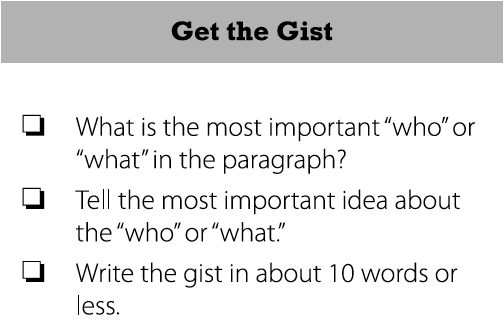 Get the Gist
❏ What is the most important “who” or
“what” in the paragraph?
❏ Tell the most important idea about
the “who” or “what.”
❏ Write the gist in about 10 words or
less.